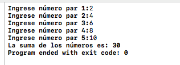 Ingrese número par 1:2
Ingrese número par 2:4
Ingrese número par 3:6
Ingrese número par 4:8
Ingrese número par 5:10
La suma de los números es: 30
Program ended with exit code: 0